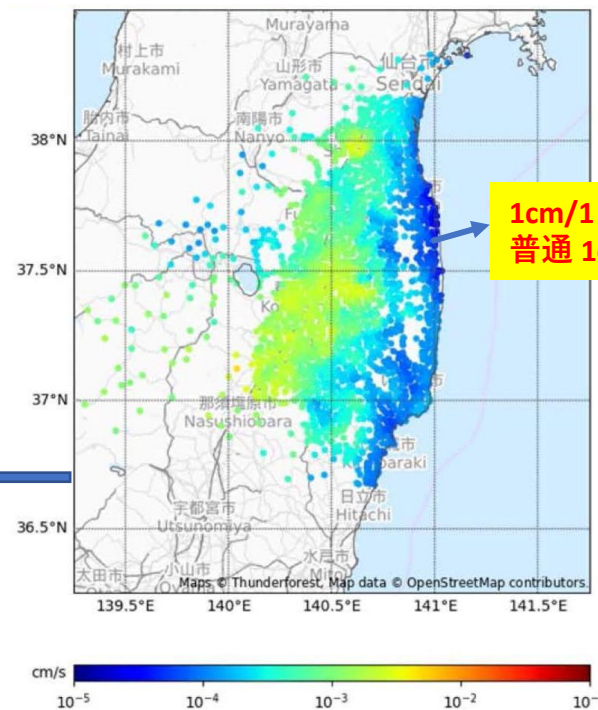 Murayama
村上市
Murakami
山形市
Yamagata
仙台市
Sendai
胎内市
Tainai
南陽市
Nanyo
38°N
1cm/1
普通 1
37.5°N
37°N
那須塩原市
Nasushiobara
baraki
日立市
Hitachi
宇都宮市
Utsunomiya
36.5°N
水戸市
Mito
太田市
小山市
Oyama
Maps © Thunderforest, Map data © OpenStreetMap contributors.
139.5°E 140°E 140.5°E 141°E 141.5°E
cm/s
10⁻⁵ 10⁻⁴ 10⁻³ 10⁻² 10⁻